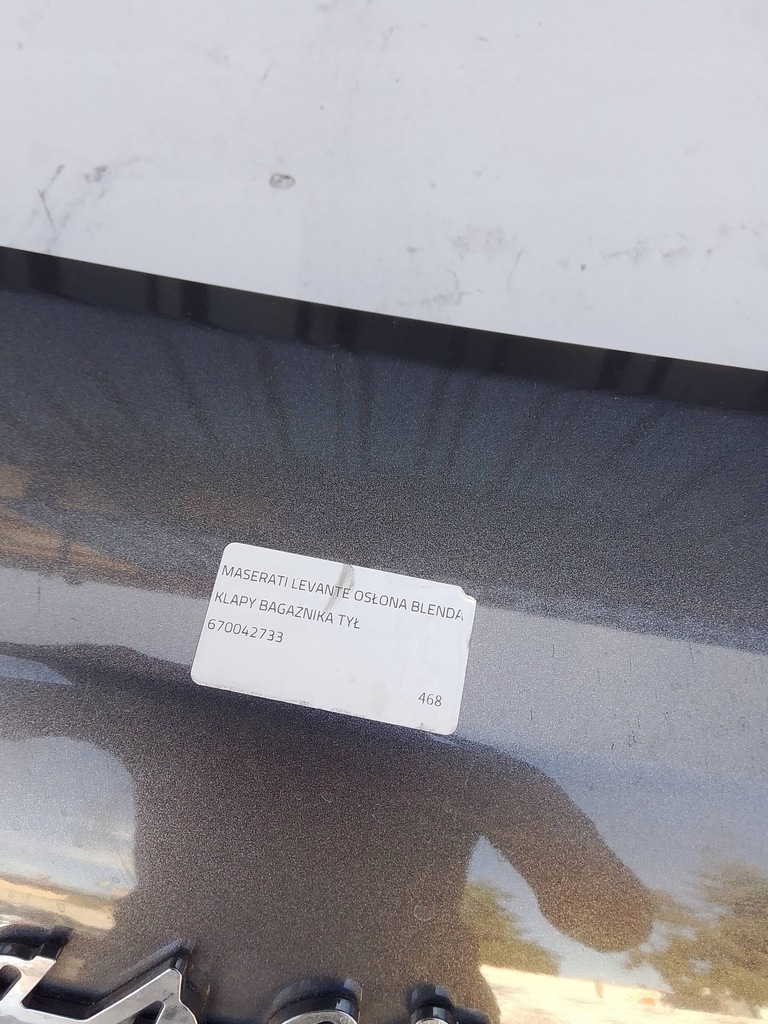 MASERATI LEVANTE OSŁONA BLENDA
KLAPY BAGAŻNIKA TYŁ
670042733
468